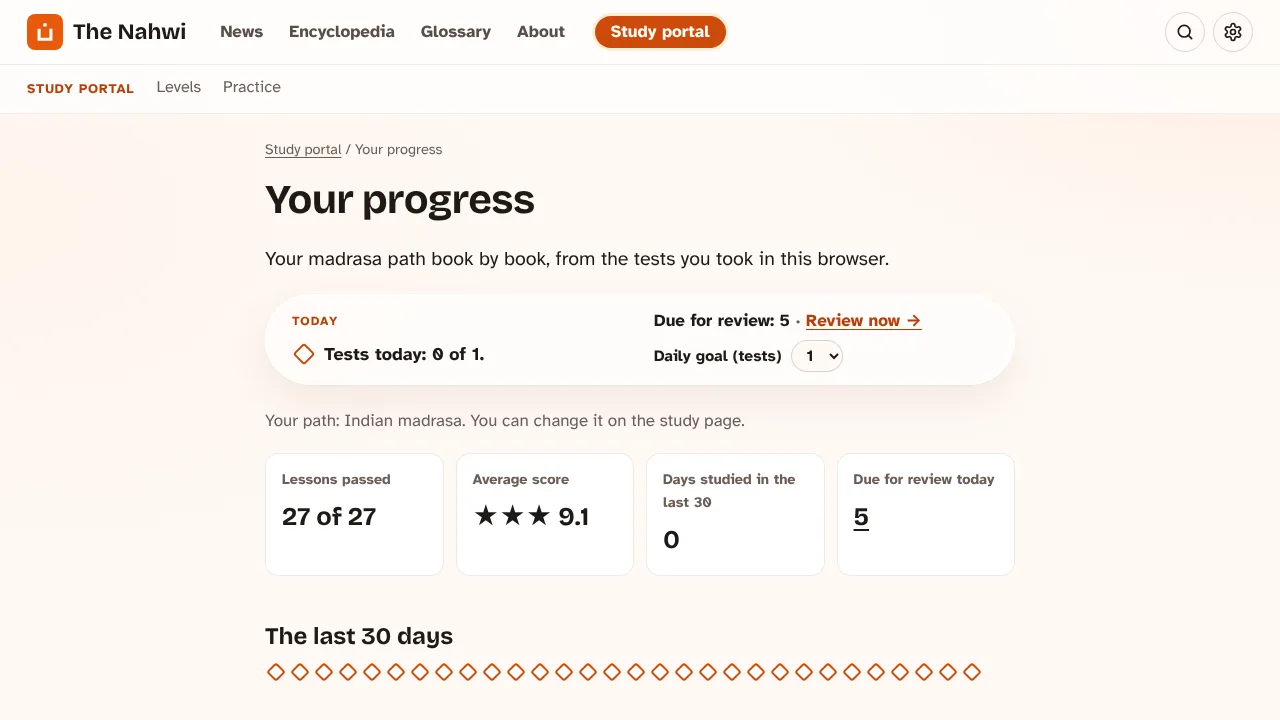 The Nahwi
News
Encyclopedia
Glossary
About
Study portal
STUDY PORTAL
Levels
Practice
Study portal / Your progress
Your progress
Your madrasa path book by book, from the tests you took in this browser.
TODAY
Tests today: 0 of 1.
Due for review: 5 · Review now →
Daily goal (tests) 1
Your path: Indian madrasa. You can change it on the study page.
Lessons passed
27 of 27
Average score
★★★ 9.1
Days studied in the
last 30
0
Due for review today
5
The last 30 days